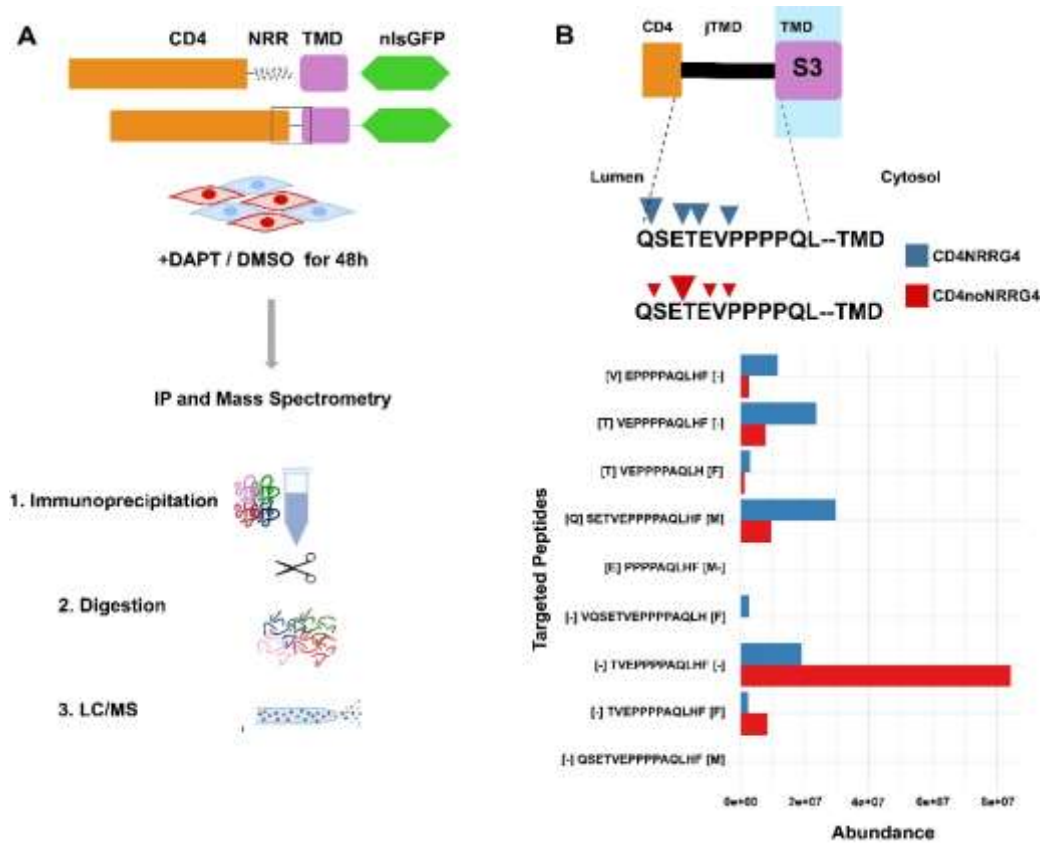 A
CD4 NRR TMD nlsGFP
+DAPT / DMSO for 48h
IP and Mass Spectrometry
1. Immunoprecipitation
2. Digestion
3. LC/MS
B
CD4 jTMD TMD
S3
Lumen Cytosol
QSETEVPPPPQL--TMD
QSETEVPPPPQL--TMD
CD4NRRG4
CD4noNRRG4
Targeted Peptides
[V] EPPPPAQLHF [-]
[T] VEPPPPAQLHF [-]
[T] VEPPPPAQLH [F]
[Q] SETVEPPPPAQLHF [M]
[E] PPPPAQLHF [M-]
[-] VQSETVEPPPPAQLH [F]
[-] TVEPPPPAQLHF [-]
[-] TVEPPPPAQLHF [F]
[-] QSETVEPPPPAQLHF [M]
0e+00 2e+07 4e+07 6e+07 8e+07
Abundance